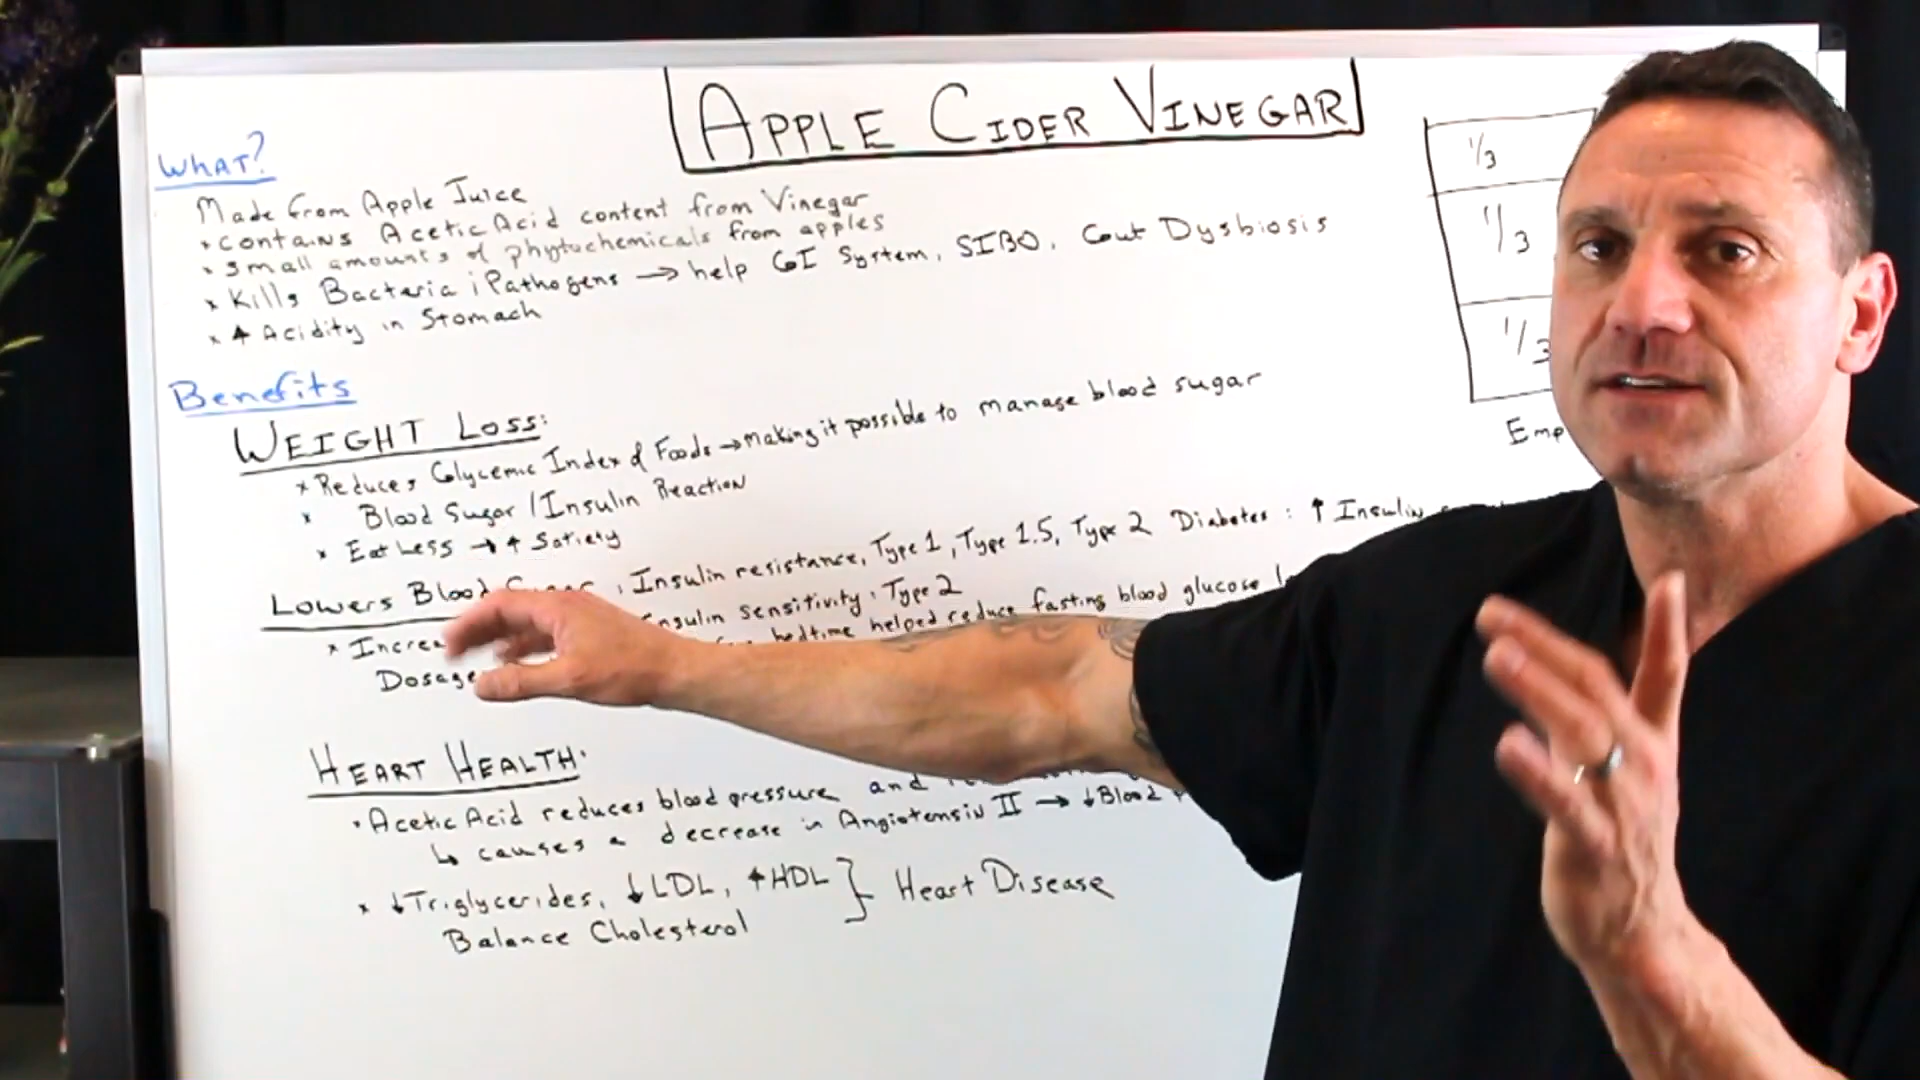 APPLE CIDER VINEGAR
WHAT?
Made from Apple Juice
* contains Acetic Acid content from Vinegar
* small amounts of phytochemicals from apples
* Kills Bacteria ; Pathogens → help GI System, SIBO, Gut Dysbiosis
* ↑ Acidity in Stomach
Benefits
WEIGHT LOSS:
* Reduces Glycemic Index of Foods → making it possible to manage blood sugar
* Blood Sugar / Insulin Reaction
* Eat Less → ↑ Satiety
Lowers Blood : Insulin resistance, Type 1, Type 1.5, Type 2 Diabetes : ↑ Insulin
* sensitivity : Type 2
Dosage bedtime helped reduce fasting blood glucose
HEART HEALTH:
* Acetic Acid reduces blood pressure and
↳ causes a decrease in Angiotensin II → ↓ Blood
* ↓ Triglycerides, ↓ LDL, ↑ HDL } Heart Disease
Balance Cholesterol
1/3
1/3
1/3